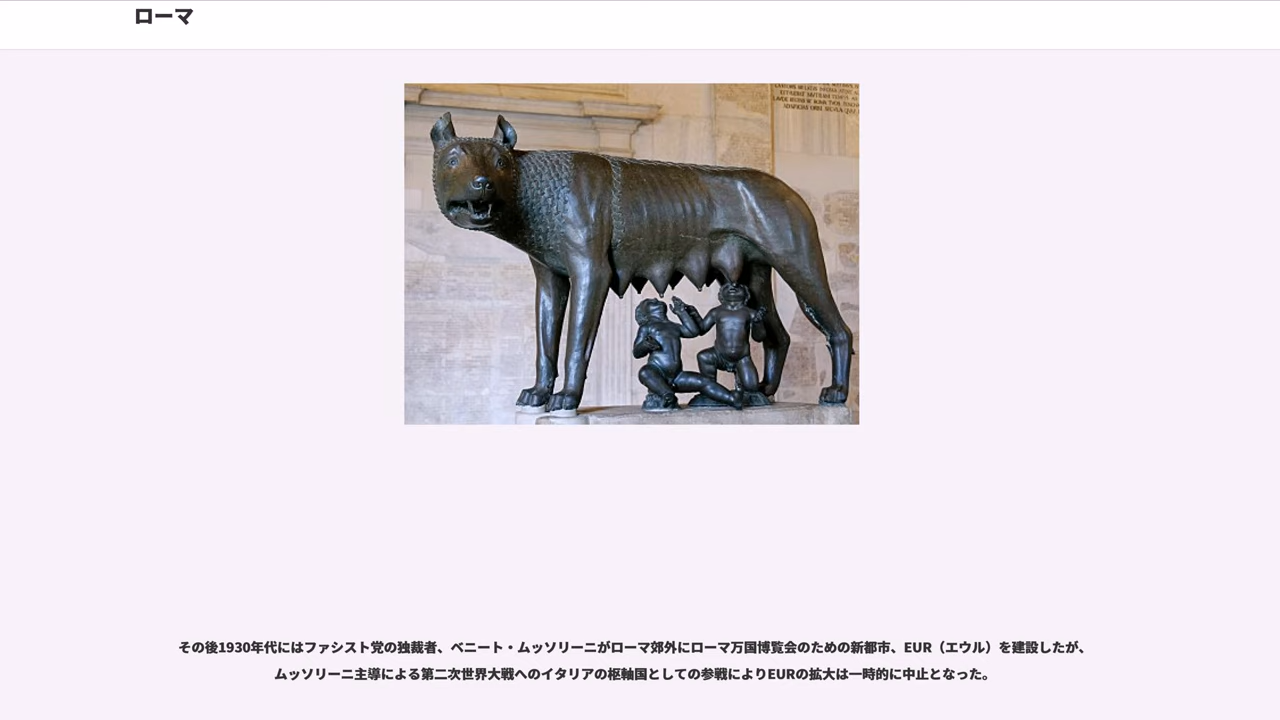 ローマ
その後1930年代にはファシスト党の独裁者、ベニート・ムッソリーニがローマ郊外にローマ万国博覧会のための新都市、EUR（エウル）を建設したが、
ムッソリーニ主導による第二次世界大戦へのイタリアの枢軸国としての参戦によりEURの拡大は一時的に中止となった。